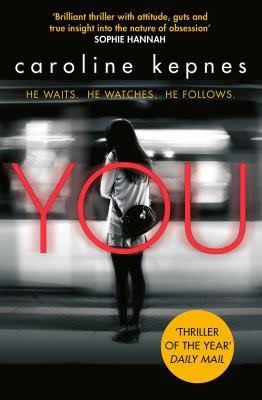 'Brilliant thriller with attitude, guts and
true insight into the nature of obsession'
SOPHIE HANNAH
caroline kepnes
HE WAITS. HE WATCHES. HE FOLLOWS.
YOU
'THRILLER
OF THE YEAR'
DAILY MAIL